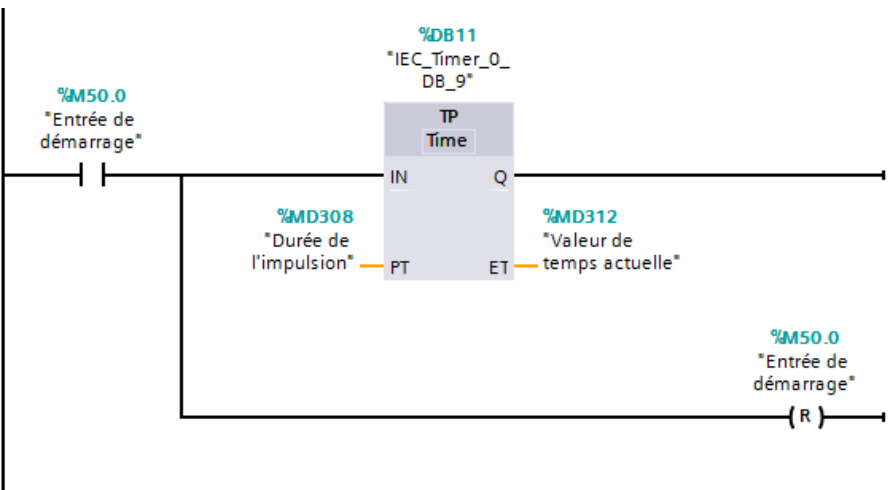 %DB11
"IEC_Timer_0_
DB_9"
%M50.0
"Entrée de
démarrage"
TP
Time
IN
Q
%MD308
"Durée de
l'impulsion"
PT
ET
%MD312
"Valeur de
temps actuelle"
%M50.0
"Entrée de
démarrage"
R